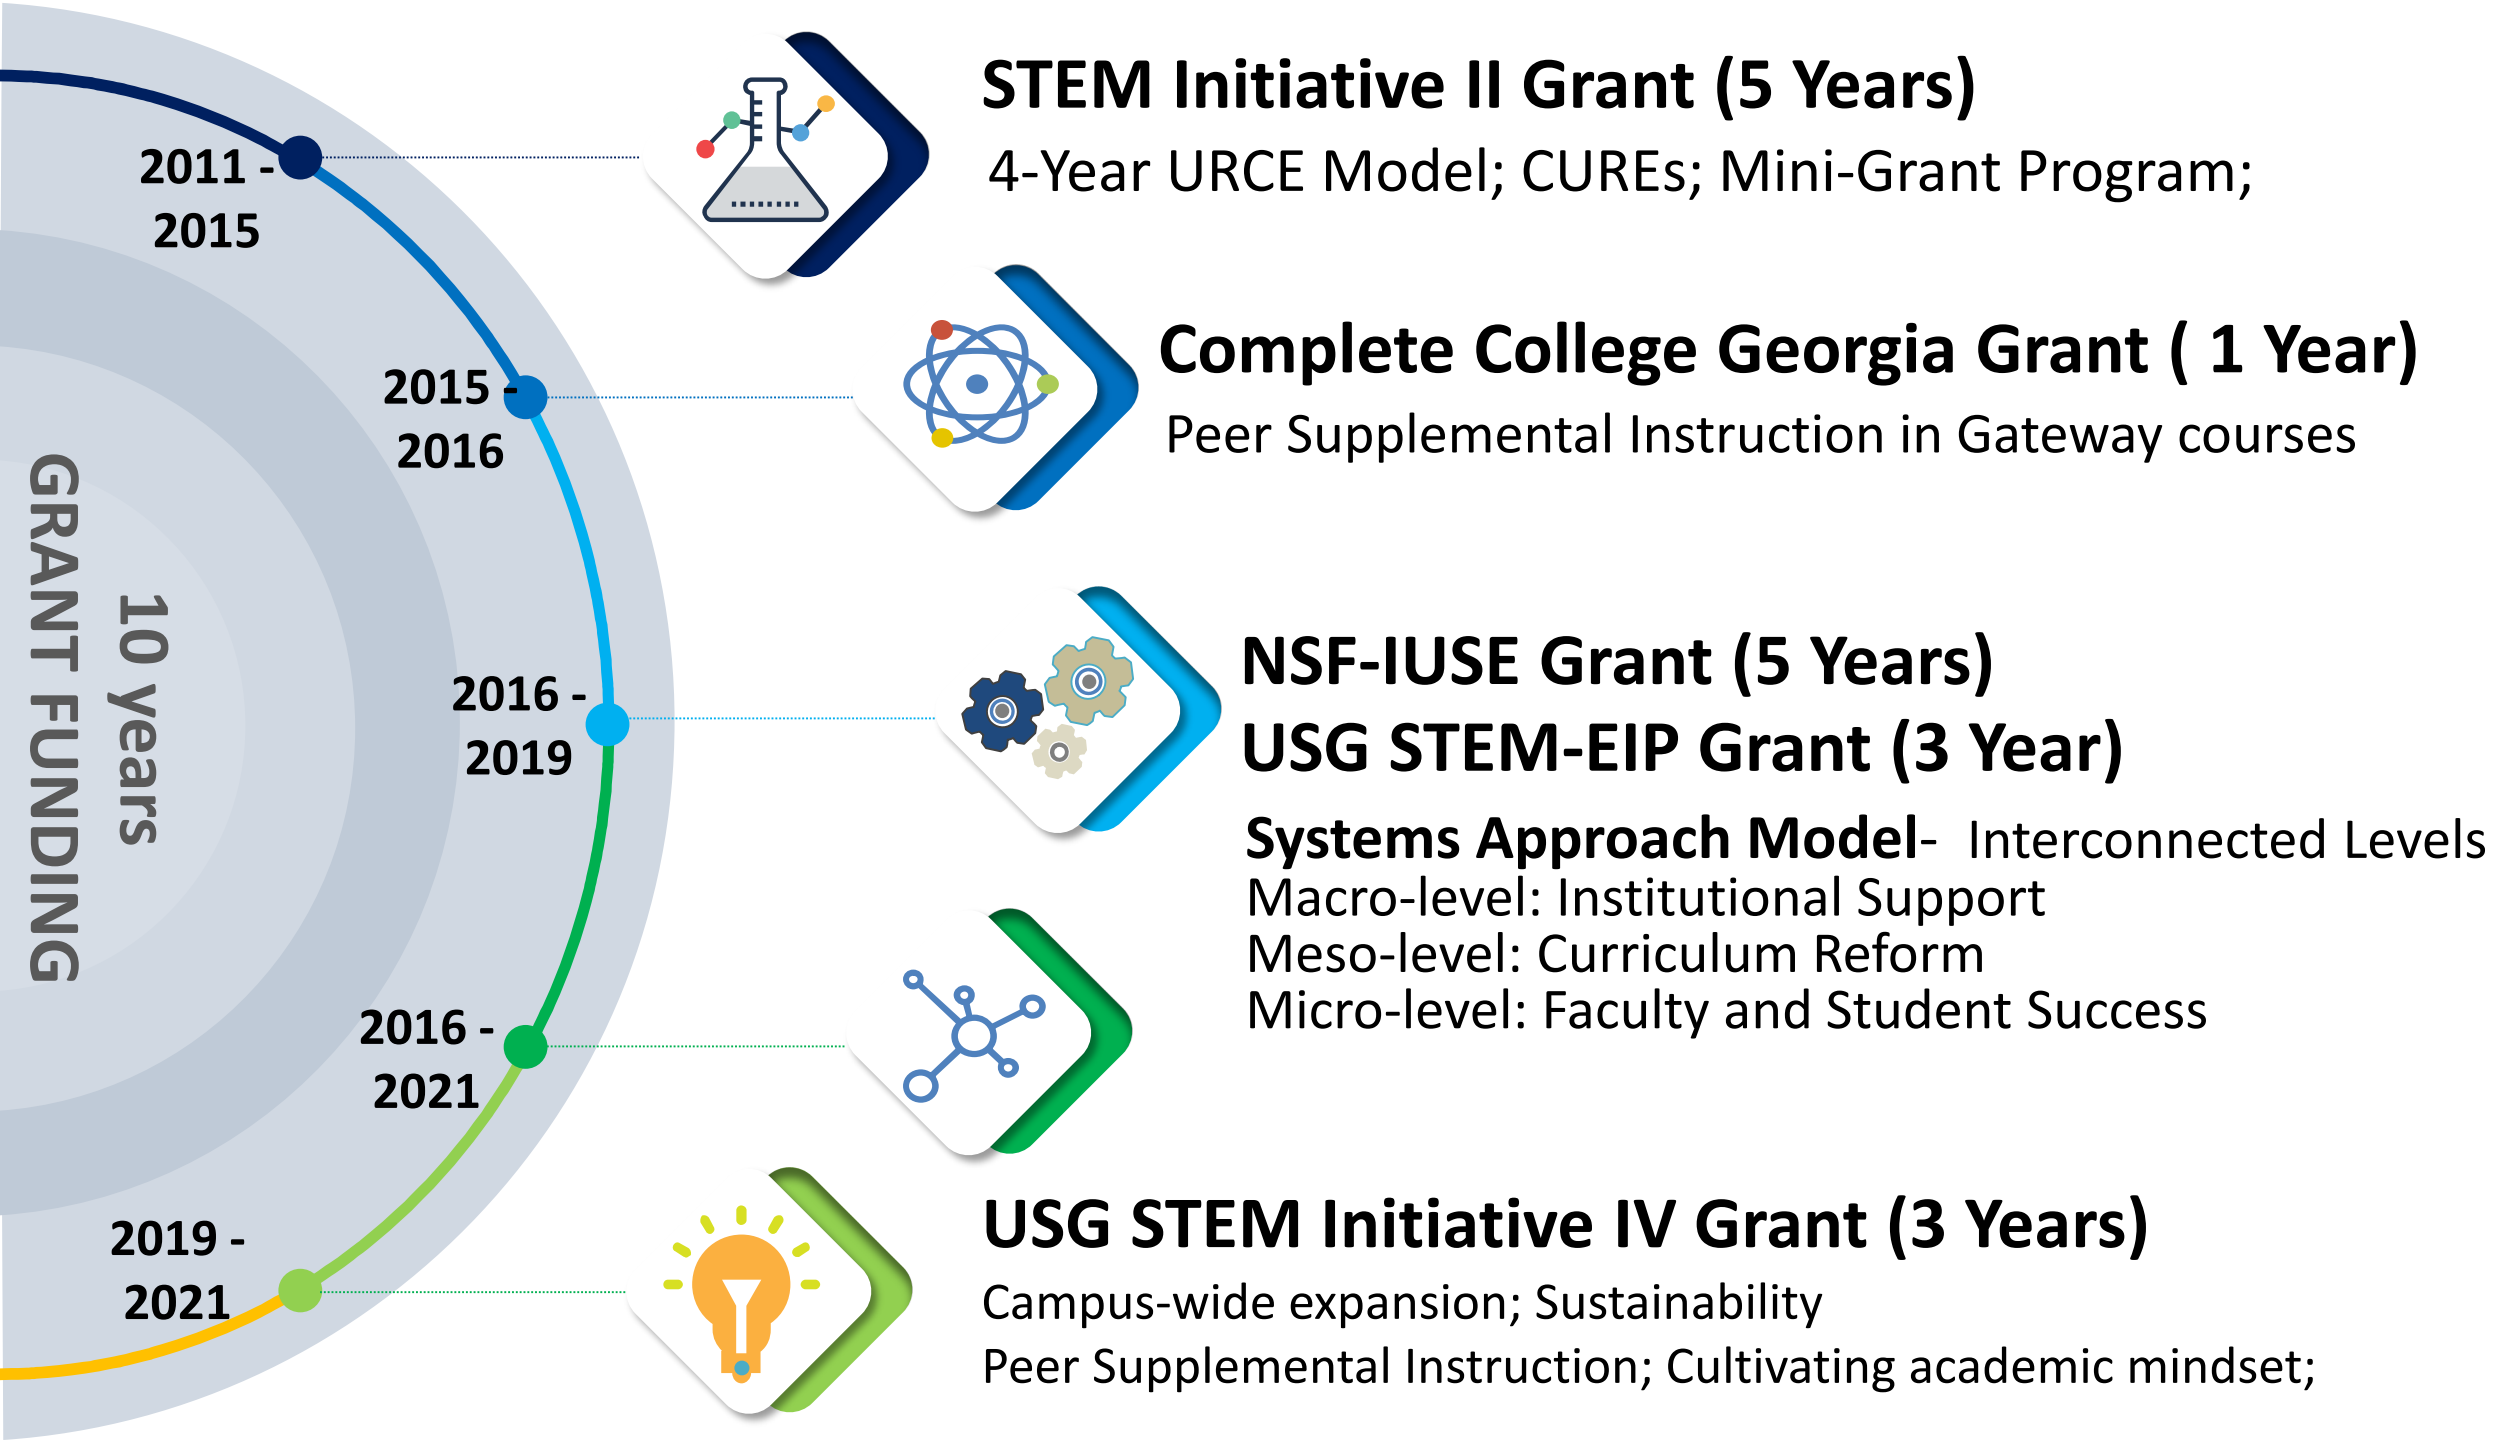 10 years
GRANT FUNDING
2011 -
2015
STEM Initiative II Grant (5 Years)
4-Year URCE Model; CUREs; Mini-Grant Program;
2015 -
2016
Complete College Georgia Grant ( 1 Year)
Peer Supplemental Instruction in Gateway courses
2016 -
2019
NSF-IUSE Grant (5 Years)
USG STEM-EIP Grant (3 Year)
Systems Approach Model- Interconnected Levels
Macro-level: Institutional Support
Meso-level: Curriculum Reform
Micro-level: Faculty and Student Success
2016 -
2021
2019 -
2021
USG STEM Initiative IV Grant (3 Years)
Campus-wide expansion; Sustainability
Peer Supplemental Instruction; Cultivating academic mindset;